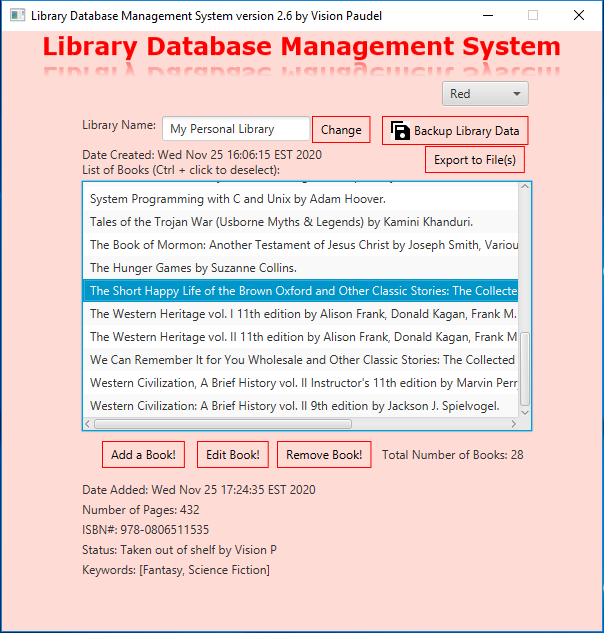 Library Database Management System version 2.6 by Vision Paudel
Library Database Management System
Red
Library Name: My Personal Library Change Backup Library Data
Date Created: Wed Nov 25 16:06:15 EST 2020 Export to File(s)
List of Books (Ctrl + click to deselect):
System Programming with C and Unix by Adam Hoover.
Tales of the Trojan War (Usborne Myths & Legends) by Kamini Khanduri.
The Book of Mormon: Another Testament of Jesus Christ by Joseph Smith, Variou
The Hunger Games by Suzanne Collins.
The Short Happy Life of the Brown Oxford and Other Classic Stories: The Collecte
The Western Heritage vol. I 11th edition by Alison Frank, Donald Kagan, Frank M.
The Western Heritage vol. II 11th edition by Alison Frank, Donald Kagan, Frank M
We Can Remember It for You Wholesale and Other Classic Stories: The Collected
Western Civilization, A Brief History vol. II Instructor's 11th edition by Marvin Perr
Western Civilization: A Brief History vol. II 9th edition by Jackson J. Spielvogel.
Add a Book! Edit Book! Remove Book! Total Number of Books: 28
Date Added: Wed Nov 25 17:24:35 EST 2020
Number of Pages: 432
ISBN#: 978-0806511535
Status: Taken out of shelf by Vision P
Keywords: [Fantasy, Science Fiction]